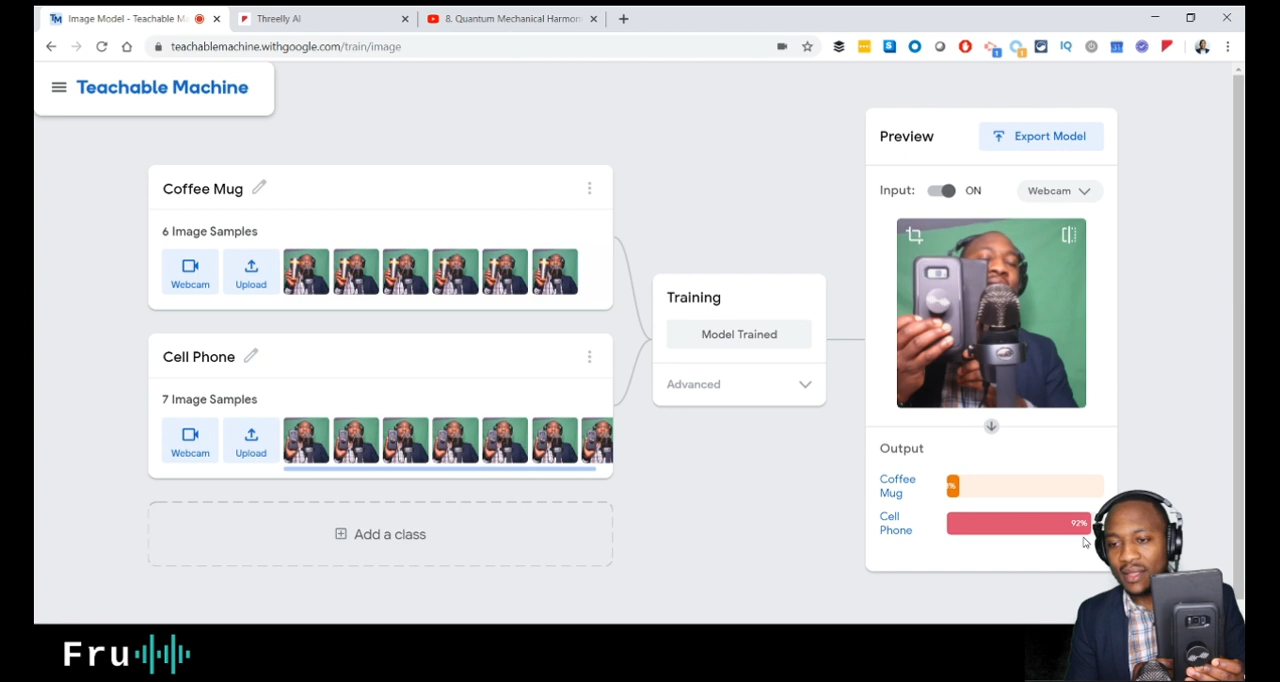 Image Model - Teachable M
Threelly AI
8. Quantum Mechanical Harmon
teachablemachine.withgoogle.com/train/image
IQ
Teachable Machine
Preview
Export Model
Coffee Mug
Input:
ON
Webcam
6 Image Samples
Webcam
Upload
Training
Model Trained
Cell Phone
Advanced
7 Image Samples
Webcam
Upload
Output
Coffee
Mug
Cell
Phone
92%
Add a class
Fru